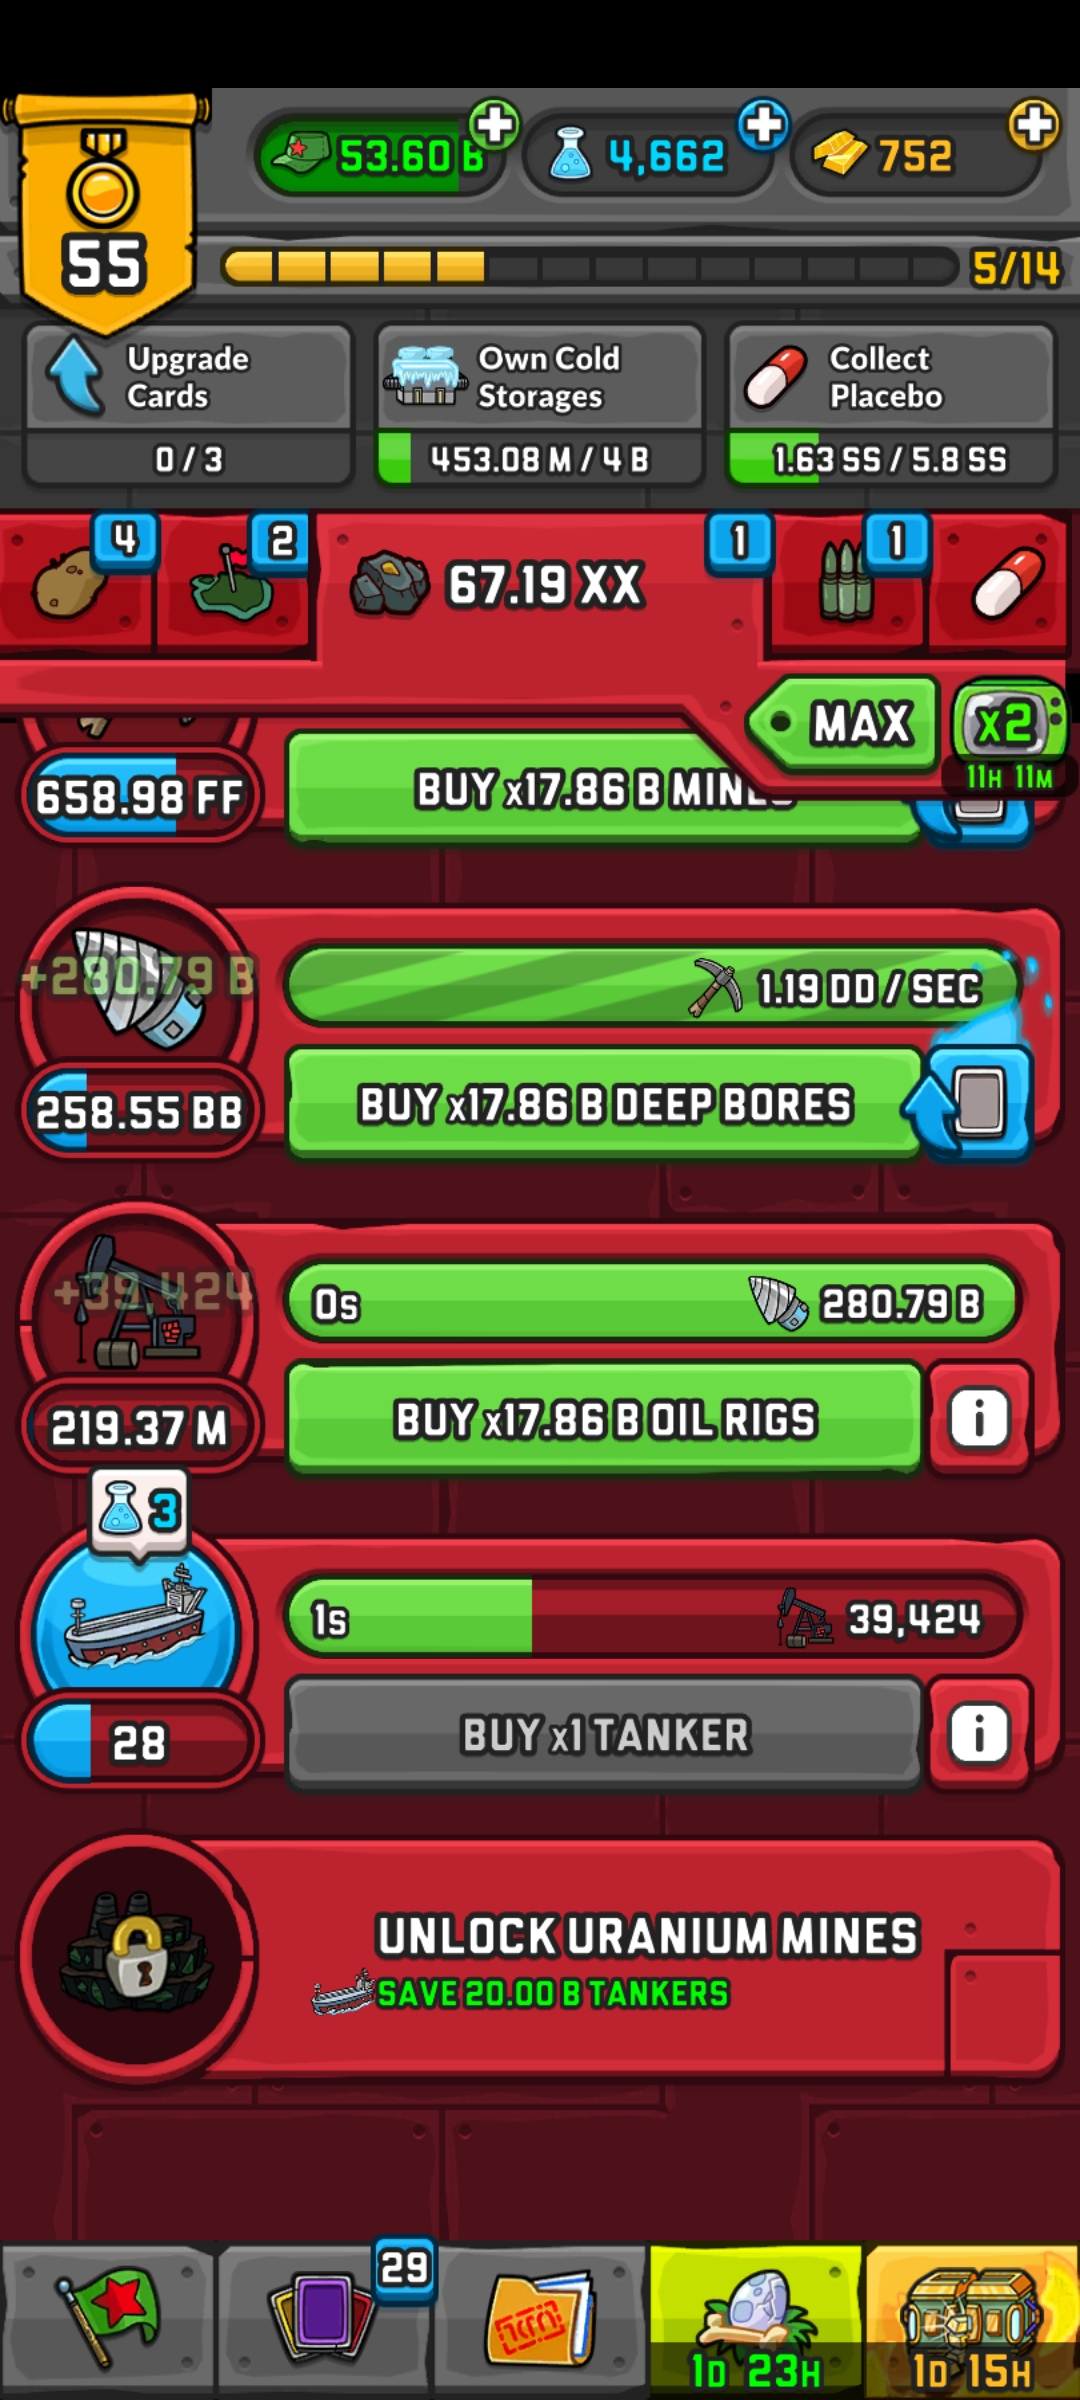 53.60 B
4,662
752
55
5/14
Upgrade
Cards
0 / 3
Own Cold
Storages
453.08 M / 4 B
Collect
Placebo
1.63 SS / 5.8 SS
4
2
67.19 XX
1
1
MAX
x2
11H 11M
658.98 FF
BUY x17.86 B MINES
+280.79 B
1.19 DD / SEC
258.55 BB
BUY x17.86 B DEEP BORES
+39,424
0s
280.79 B
219.37 M
BUY x17.86 B OIL RIGS
i
3
1s
39,424
28
BUY x1 TANKER
i
UNLOCK URANIUM MINES
SAVE 20.00 B TANKERS
29
1D 23H
1D 15H